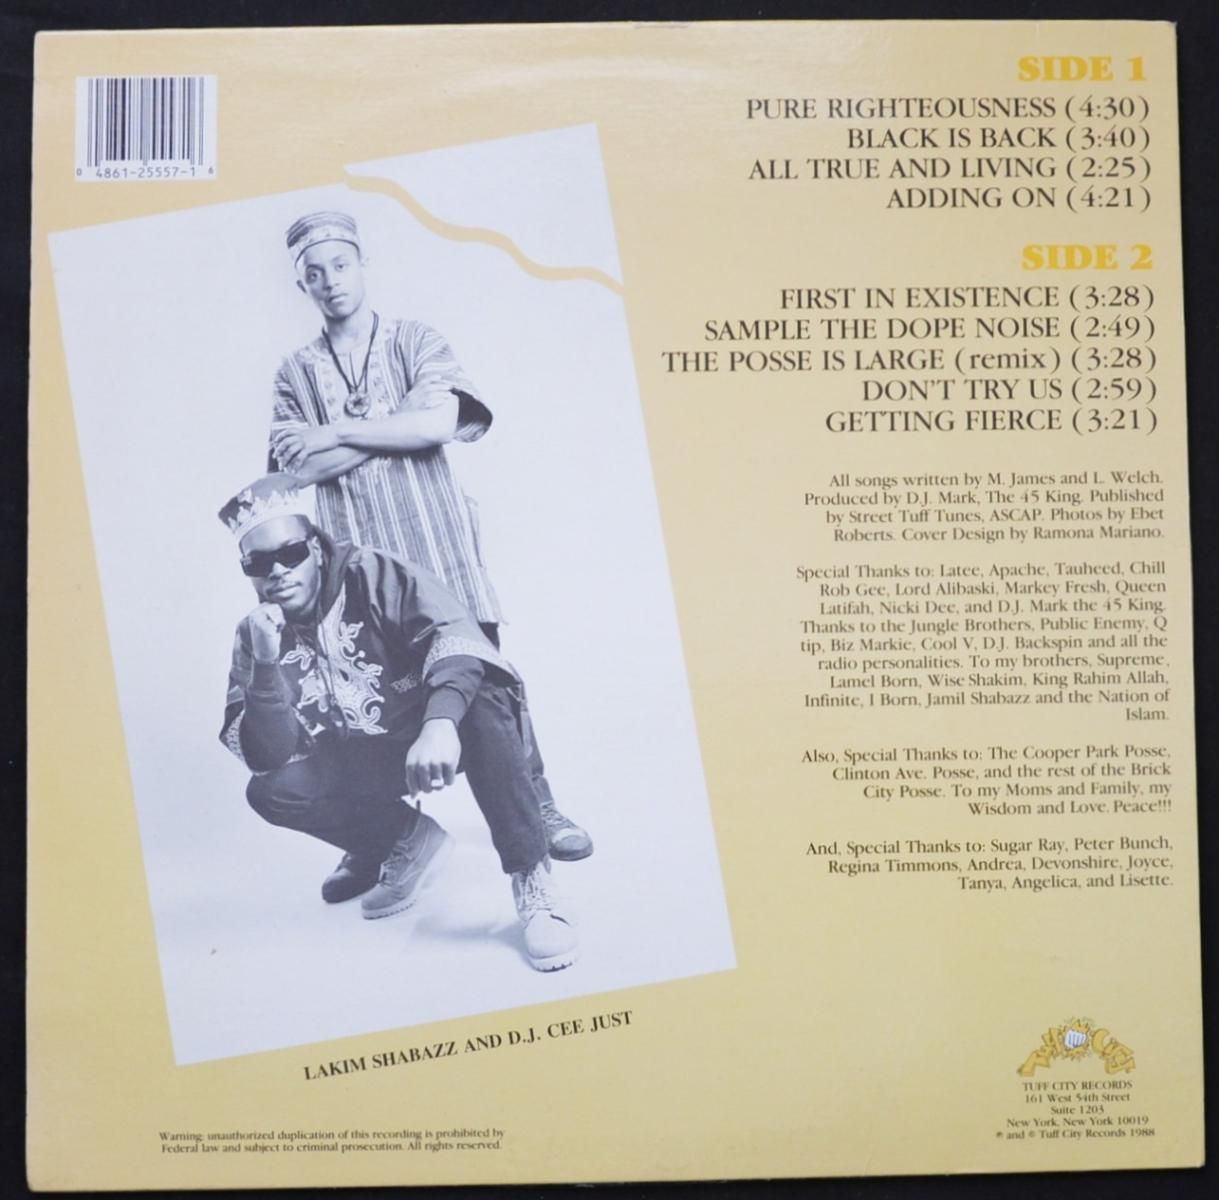 0 4861-25557-1 6
SIDE 1
PURE RIGHTEOUSNESS (4:30)
BLACK IS BACK (3:40)
ALL TRUE AND LIVING (2:25)
ADDING ON (4:21)
SIDE 2
FIRST IN EXISTENCE (3:28)
SAMPLE THE DOPE NOISE (2:49)
THE POSSE IS LARGE (remix) (3:28)
DON'T TRY US (2:59)
GETTING FIERCE (3:21)
All songs written by M. James and L. Welch.
Produced by D.J. Mark, The 45 King. Published
by Street Tuff Tunes, ASCAP. Photos by Ebet
Roberts. Cover Design by Ramona Mariano.
Special Thanks to: Latee, Apache, Tauheed, Chill
Rob Gee, Lord Alibaski, Markey Fresh, Queen
Latifah, Nicki Dee, and D.J. Mark the 45 King.
Thanks to the Jungle Brothers, Public Enemy, Q
tip, Biz Markie, Cool V, D.J. Backspin and all the
radio personalities. To my brothers, Supreme,
Lamel Born, Wise Shakim, King Rahim Allah,
Infinite, I Born, Jamil Shabazz and the Nation of
Islam.
Also, Special Thanks to: The Cooper Park Posse,
Clinton Ave. Posse, and the rest of the Brick
City Posse. To my Moms and Family, my
Wisdom and Love. Peace!!!
And, Special Thanks to: Sugar Ray, Peter Bunch,
Regina Timmons, Andrea, Devonshire, Joyce,
Tanya, Angelica, and Lisette.
LAKIM SHABAZZ AND D.J. CEE JUST
Tuff City
TUFF CITY RECORDS
161 West 54th Street
Suite 1203
New York, New York 10019
℗ and © Tuff City Records 1988
Warning: unauthorized duplication of this recording is prohibited by
Federal law and subject to criminal prosecution. All rights reserved.